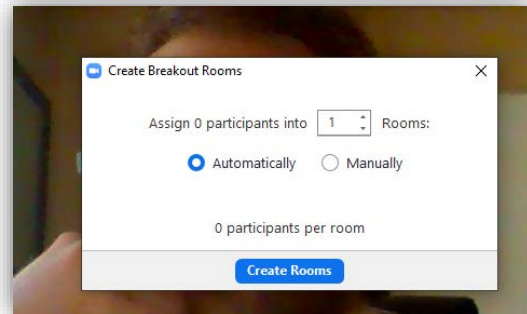 Create Breakout Rooms
Assign 0 participants into 1 Rooms:
Automatically Manually
0 participants per room
Create Rooms